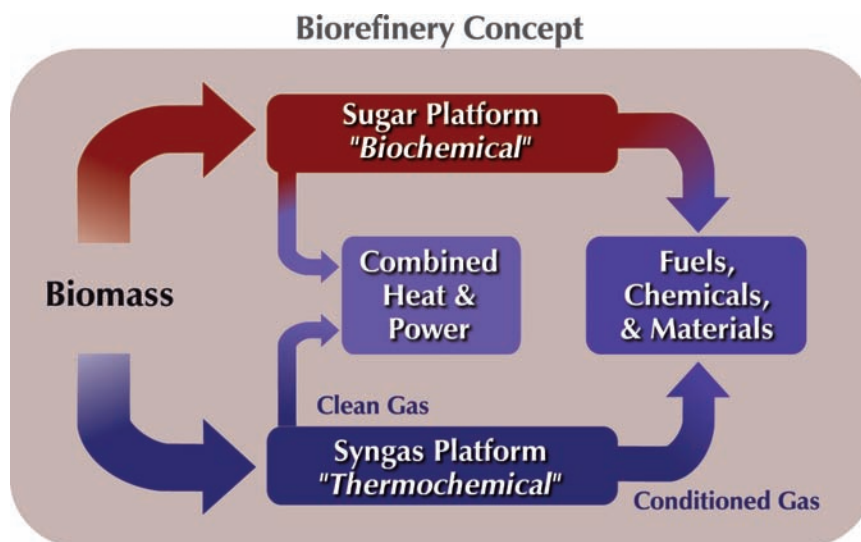 Biorefinery Concept
Sugar Platform
"Biochemical"
Biomass
Combined
Heat &
Power
Fuels,
Chemicals,
& Materials
Clean Gas
Syngas Platform
"Thermochemical"
Conditioned Gas